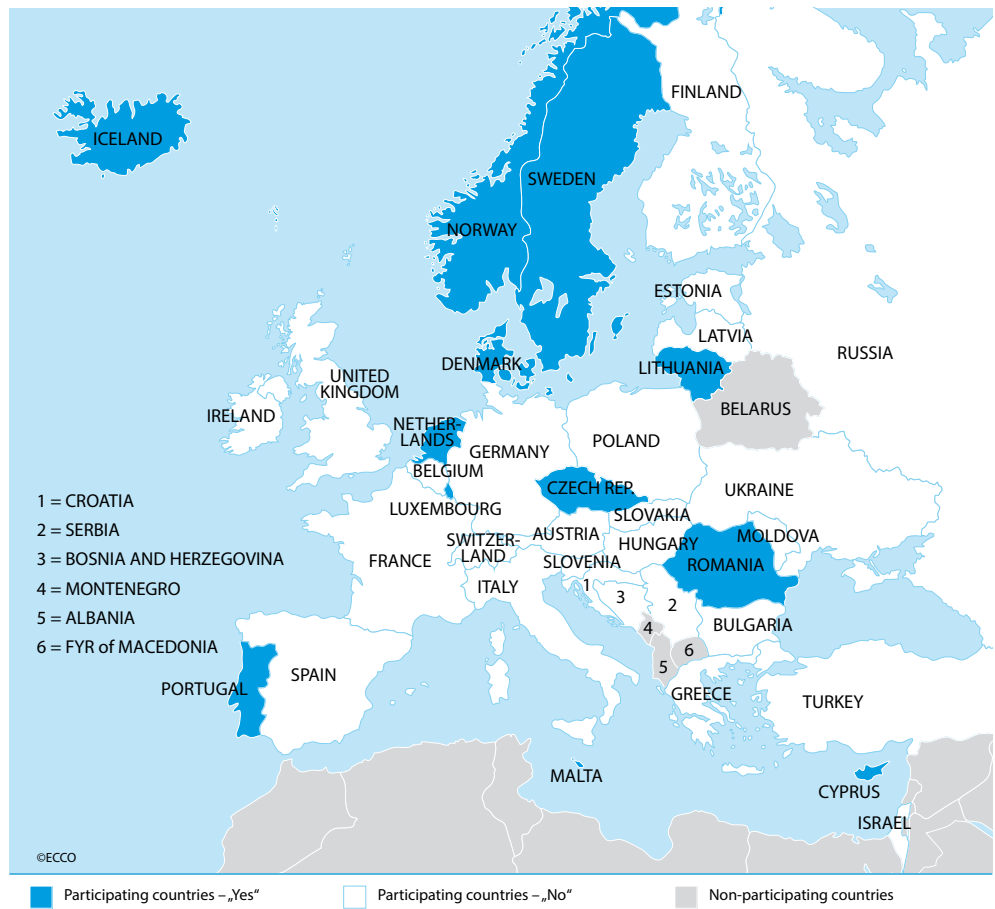 FINLAND
ICELAND
SWEDEN
NORWAY
ESTONIA
LATVIA
RUSSIA
DENMARK
LITHUANIA
UNITED
KINGDOM
BELARUS
IRELAND
NETHER-
LANDS
POLAND
GERMANY
BELGIUM
CZECH REP.
UKRAINE
1 = CROATIA
LUXEMBOURG
SLOVAKIA
2 = SERBIA
AUSTRIA
MOLDOVA
SWITZER-
LAND
HUNGARY
3 = BOSNIA AND HERZEGOVINA
FRANCE
SLOVENIA
ROMANIA
4 = MONTENEGRO
ITALY
1
3
2
5 = ALBANIA
4
BULGARIA
6 = FYR of MACEDONIA
6
5
SPAIN
PORTUGAL
GREECE
TURKEY
MALTA
CYPRUS
ISRAEL
©ECCO
Participating countries – „Yes“
Participating countries – „No“
Non-participating countries